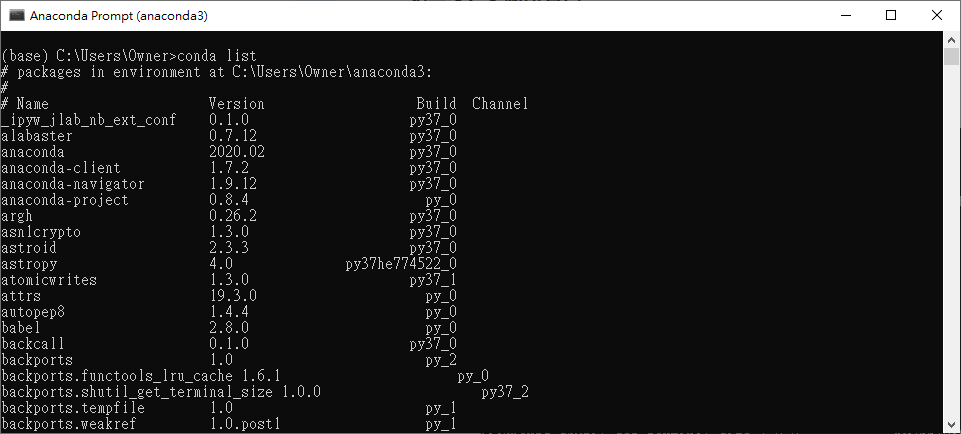 Anaconda Prompt (anaconda3)
(base) C:\Users\Owner>conda list
# packages in environment at C:\Users\Owner\anaconda3:
#
# Name                    Version                   Build  Channel
_ipyw_jlab_nb_ext_conf    0.1.0                    py37_0
alabaster                 0.7.12                   py37_0
anaconda                  2020.02                  py37_0
anaconda-client           1.7.2                    py37_0
anaconda-navigator        1.9.12                   py37_0
anaconda-project          0.8.4                      py_0
argh                      0.26.2                   py37_0
asn1crypto                1.3.0                    py37_0
astroid                   2.3.3                    py37_0
astropy                   4.0              py37he774522_0
atomicwrites              1.3.0                    py37_1
attrs                     19.3.0                     py_0
autopep8                  1.4.4                      py_0
babel                     2.8.0                      py_0
backcall                  0.1.0                    py37_0
backports                 1.0                        py_2
backports.functools_lru_cache 1.6.1                      py_0
backports.shutil_get_terminal_size 1.0.0                    py37_2
backports.tempfile        1.0                        py_1
backports.weakref         1.0.post1                  py_1